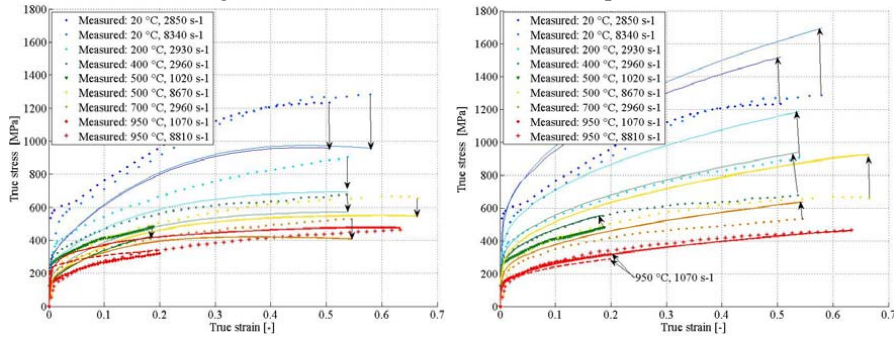 1800
1600
1400
1200
1000
800
600
400
200
0
True stress [MPa]
Measured: 20 °C, 2850 s-1
Measured: 20 °C, 8340 s-1
Measured: 200 °C, 2930 s-1
Measured: 400 °C, 2960 s-1
Measured: 500 °C, 1020 s-1
Measured: 500 °C, 8670 s-1
Measured: 700 °C, 2960 s-1
Measured: 950 °C, 1070 s-1
Measured: 950 °C, 8810 s-1
0 0.1 0.2 0.3 0.4 0.5 0.6 0.7
True strain [-]
1800
1600
1400
1200
1000
800
600
400
200
0
True stress [MPa]
Measured: 20 °C, 2850 s-1
Measured: 20 °C, 8340 s-1
Measured: 200 °C, 2930 s-1
Measured: 400 °C, 2960 s-1
Measured: 500 °C, 1020 s-1
Measured: 500 °C, 8670 s-1
Measured: 700 °C, 2960 s-1
Measured: 950 °C, 1070 s-1
Measured: 950 °C, 8810 s-1
950 °C, 1070 s-1
0 0.1 0.2 0.3 0.4 0.5 0.6 0.7
True strain [-]